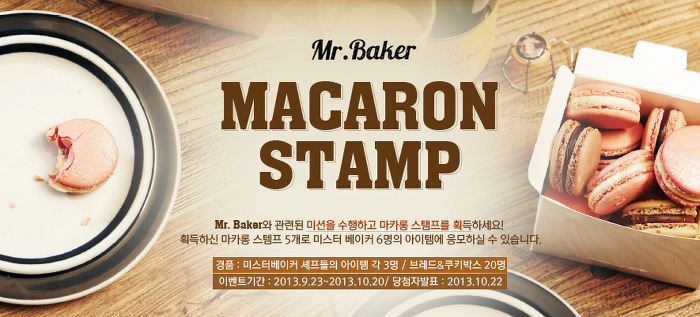 Mr.Baker
MACARON
STAMP
Mr. Baker와 관련된 미션을 수행하고 마카롱 스탬프를 획득하세요!
획득하신 마카롱 스템프 5개로 미스터 베이커 6명의 아이템에 응모하실 수 있습니다.
경품 : 미스터베이커 셰프들의 아이템 각 3명 / 브레드&쿠키박스 20명
이벤트기간 : 2013.9.23~2013.10.20/ 당첨자발표 : 2013.10.22